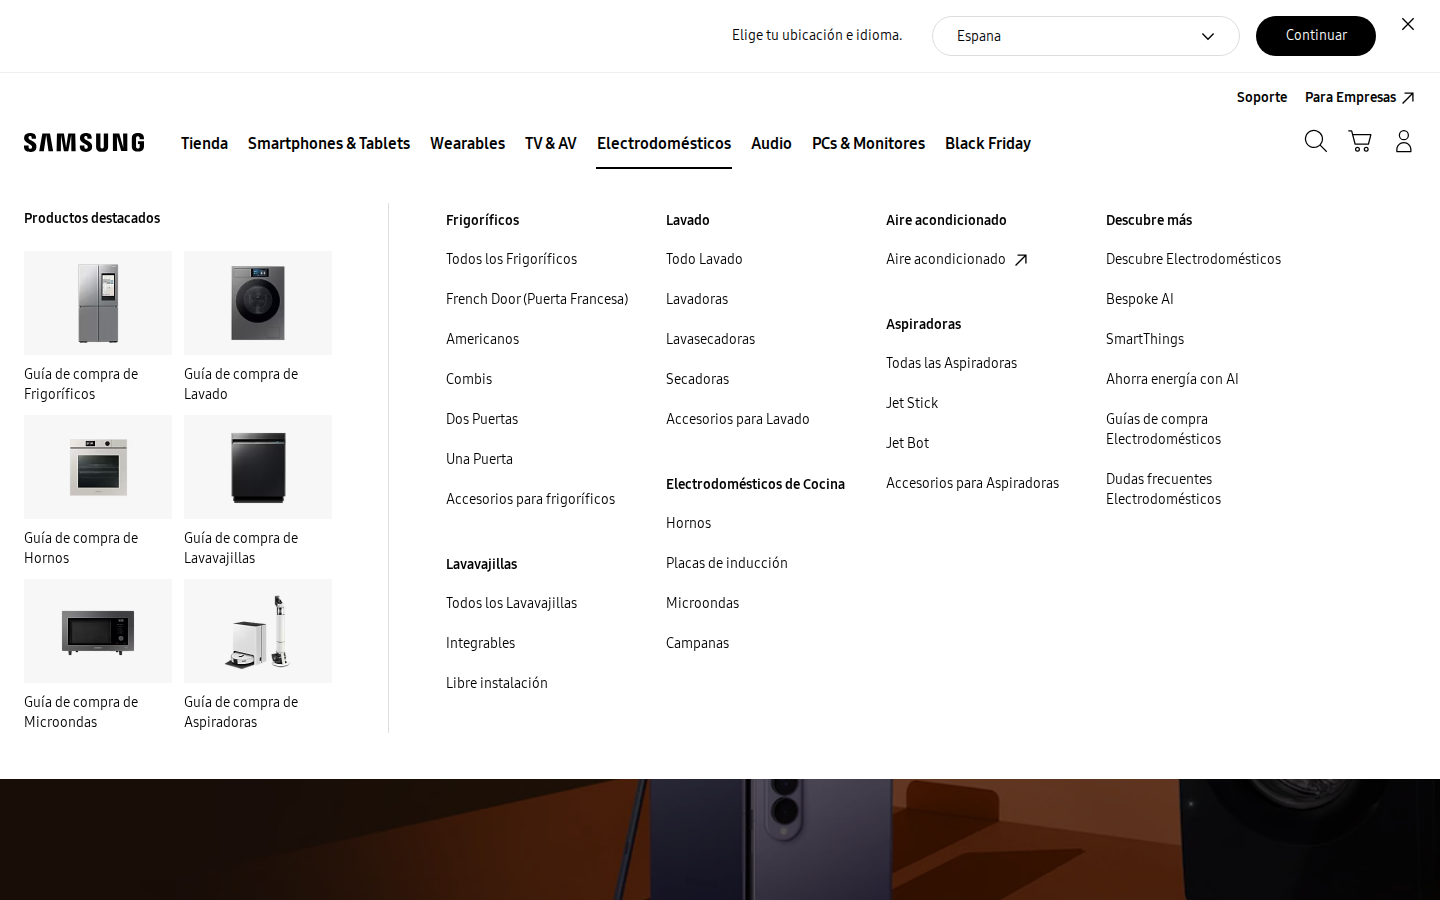 Elige tu ubicación e idioma.
Espana
Continuar
Soporte
Para Empresas
SAMSUNG
Tienda
Smartphones & Tablets
Wearables
TV & AV
Electrodomésticos
Audio
PCs & Monitores
Black Friday
Productos destacados
Guía de compra de
Frigoríficos
Guía de compra de
Lavado
Guía de compra de
Hornos
Guía de compra de
Lavavajillas
Guía de compra de
Microondas
Guía de compra de
Aspiradoras
Frigoríficos
Todos los Frigoríficos
French Door (Puerta Francesa)
Americanos
Combis
Dos Puertas
Una Puerta
Accesorios para frigoríficos
Lavavajillas
Todos los Lavavajillas
Integrables
Libre instalación
Lavado
Todo Lavado
Lavadoras
Lavasecadoras
Secadoras
Accesorios para Lavado
Electrodomésticos de Cocina
Hornos
Placas de inducción
Microondas
Campanas
Aire acondicionado
Aire acondicionado
Aspiradoras
Todas las Aspiradoras
Jet Stick
Jet Bot
Accesorios para Aspiradoras
Descubre más
Descubre Electrodomésticos
Bespoke AI
SmartThings
Ahorra energía con AI
Guías de compra
Electrodomésticos
Dudas frecuentes
Electrodomésticos